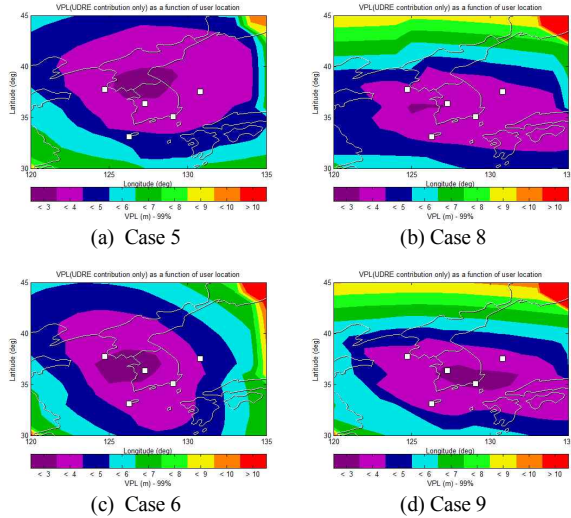 VPL(UDRE contribution only) as a function of user location
VPL(UDRE contribution only) as a function of user location
45
40
35
30
Latitude (deg)
120
125
130
135
Longitude (deg)
< 3 < 4 < 5 < 6 < 7 < 8 < 9 < 10 > 10
VPL (m) - 99%
45
40
35
30
Latitude (deg)
120
125
130
135
Longitude (deg)
< 3 < 4 < 5 < 6 < 7 < 8 < 9 < 10 > 10
VPL (m) - 99%
(a) Case 5
(b) Case 8
VPL(UDRE contribution only) as a function of user location
VPL(UDRE contribution only) as a function of user location
45
40
35
30
Latitude (deg)
120
125
130
135
Longitude (deg)
< 3 < 4 < 5 < 6 < 7 < 8 < 9 < 10 > 10
VPL (m) - 99%
45
40
35
30
Latitude (deg)
120
125
130
135
Longitude (deg)
< 3 < 4 < 5 < 6 < 7 < 8 < 9 < 10 > 10
VPL (m) - 99%
(c) Case 6
(d) Case 9